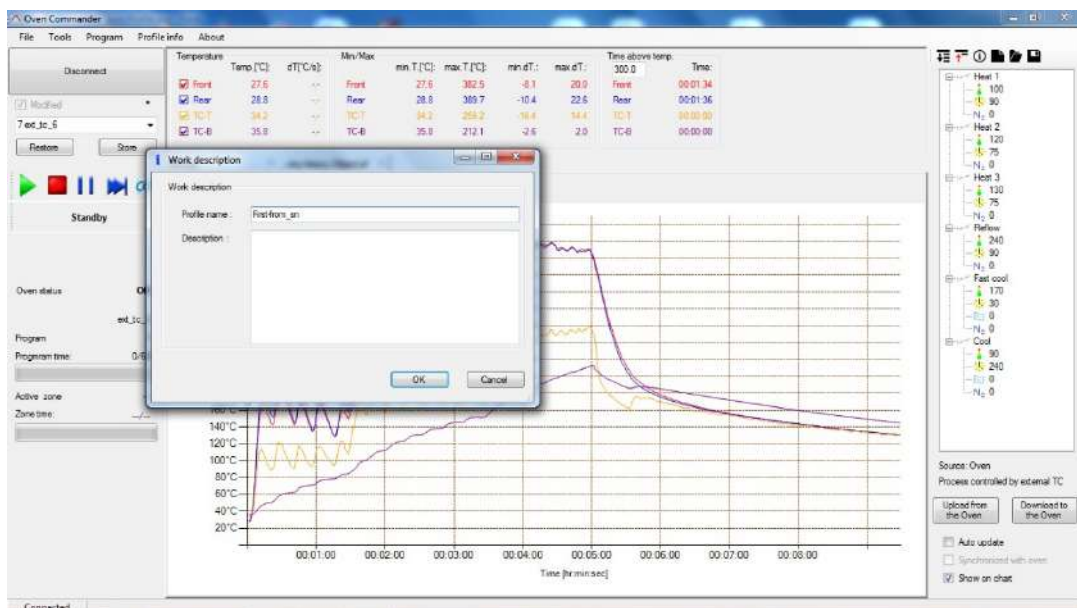 Oven Commander
File Tools Program Profile info About
Disconnect
Modified
7 ext_tc_6
Restore Store
Standby
Oven status
Program
Program time: 0/6
Active zone
Zone time: _/_
Temperature
Temp.[°C]: dT[°C/s]:
Front 27.6 -.-
Rear 28.8 -.-
TC-T 34.2 -.-
TC-B 35.8 -.-
Min/Max
min.T.[°C]: max.T.[°C]: min.dT.: max.dT.:
Front 27.6 382.5 -8.1 20.0
Rear 28.8 389.7 -10.4 22.6
TC-T 34.2 255.2 -16.4 14.4
TC-B 35.8 212.1 -2.6 2.0
Time above temp.
300.0 Time:
Front 00:01:34
Rear 00:01:36
TC-T 00:00:00
TC-B 00:00:00
Work description
Work description
Profile name :
Description :
OK Cancel
160°C
140°C
120°C
100°C
80°C
60°C
40°C
20°C
00:01:00 00:02:00 00:03:00 00:04:00 00:05:00 00:06:00 00:07:00 00:08:00
Time [hr:min:sec]
Heat 1
100
90
N₂ 0
Heat 2
120
75
N₂ 0
Heat 3
130
75
N₂ 0
Reflow
240
90
N₂ 0
Fast cool
170
30
0
N₂ 0
Cool
90
240
0
N₂ 0
Source: Oven
Process controlled by external TC
Upload from the Oven
Download to the Oven
Auto update
Synchronized with oven
Show on chart
Connected